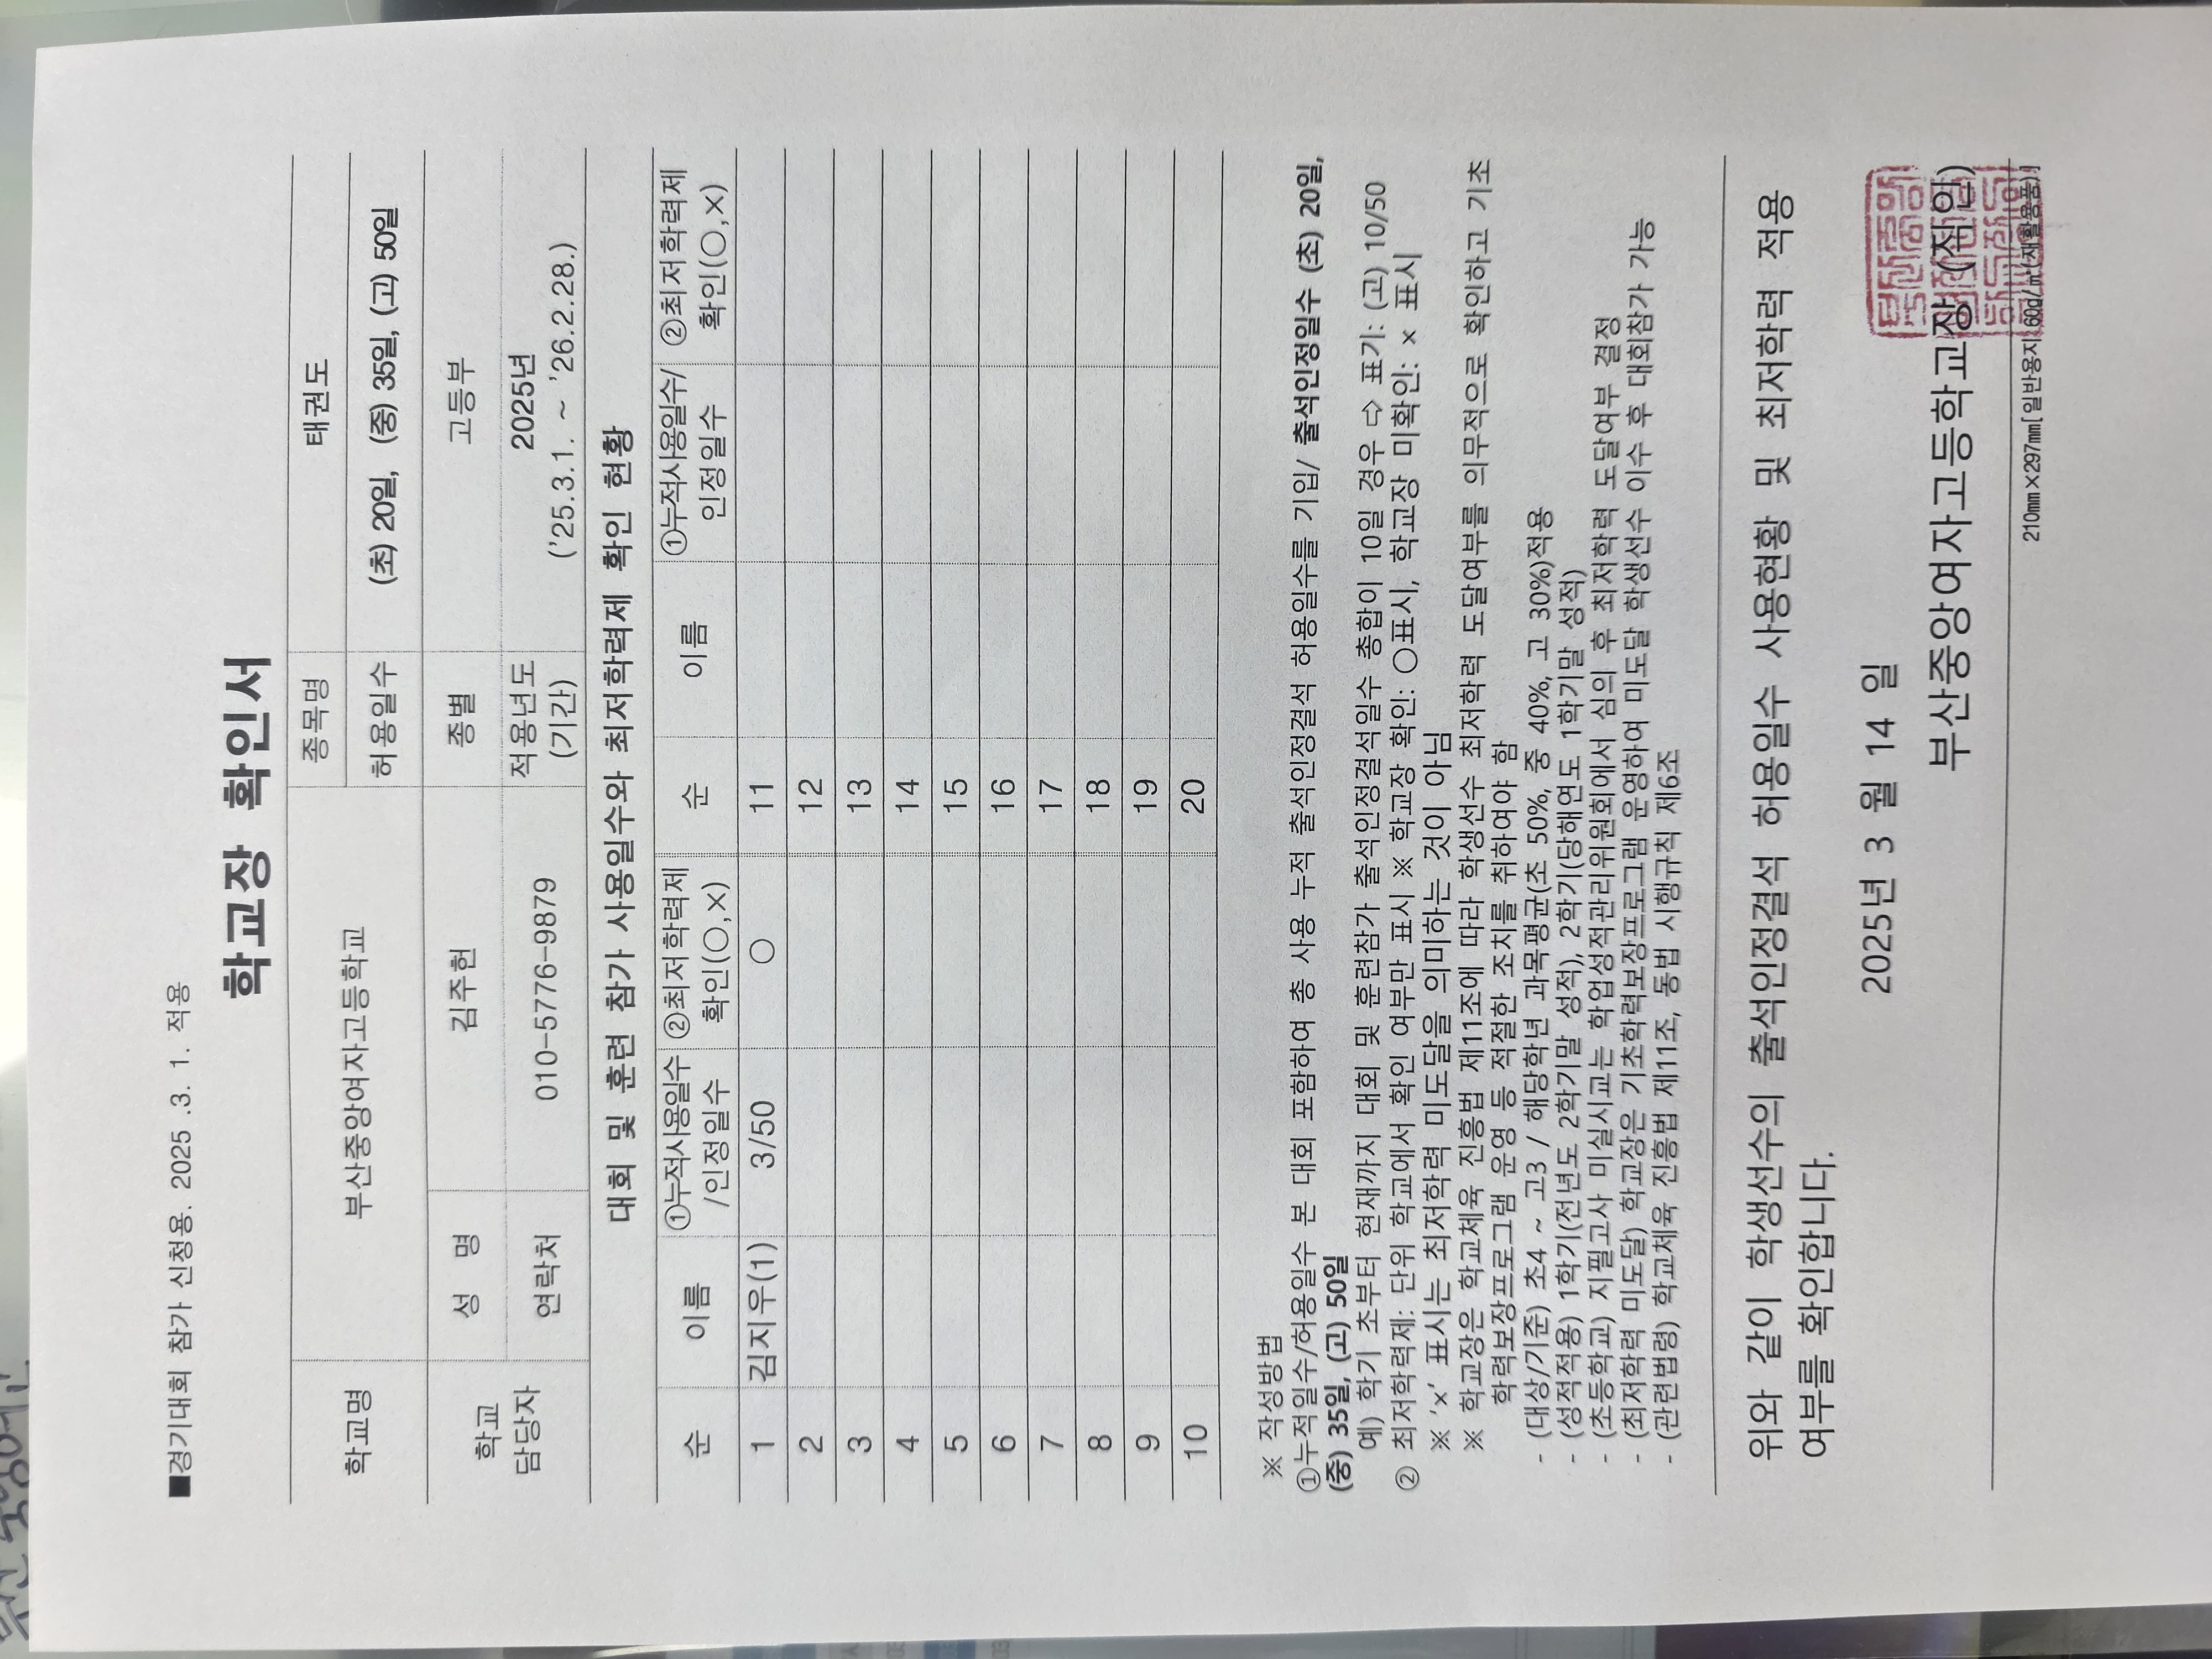 ■경기대회 참가 신청용. 2025 .3. 1. 적용
학교장 확인서
학교명 부산중앙여자고등학교 종목명 태권도
허용일수 (초) 20일, (중) 35일, (고) 50일
학교 담당자 성 명 김주헌 종별 고등부
연락처 010-5776-9879 적용년도 (기간) 2025년
('25.3.1. ~ '26.2.28.)
대회 및 훈련 참가 사용일수와 최저학력제 확인 현황
순 이름 ①누적사용일수 /인정일수 ②최저학력제 확인(○,×) 순 이름 ①누적사용일수/ 인정일수 ②최저학력제 확인(○,×)
1 김지우(1) 3/50 ○ 11
2 12
3 13
4 14
5 15
6 16
7 17
8 18
9 19
10 20
※ 작성방법
①누적일수/허용일수 본 대회 포함하여 총 사용 누적 출석인정결석 허용일수를 기입/ 출석인정일수 (초) 20일,
(중) 35일, (고) 50일
예) 학기 초부터 현재까지 대회 및 훈련참가 출석인정결석일수 총합이 10일 경우 ⇨ 표기: (고) 10/50
② 최저학력제: 단위 학교에서 확인 여부만 표시 ※ 학교장 확인: ○표시, 학교장 미확인: × 표시
※ '×' 표시는 최저학력 미도달을 의미하는 것이 아님
※ 학교장은 학교체육 진흥법 제11조에 따라 학생선수 최저학력 도달여부를 의무적으로 확인하고 기초
학력보장프로그램 운영 등 적절한 조치를 취하여야 함
- (대상/기준) 초4 ~ 고3 / 해당학년 과목평균(초 50%, 중 40%, 고 30%)적용
- (성적적용) 1학기(전년도 2학기말 성적), 2학기(당해연도 1학기말 성적)
- (초등학교) 지필고사 미실시교는 학업성적관리위원회에서 심의 후 최저학력 도달여부 결정
- (최저학력 미도달) 학교장은 기초학력보장프로그램 운영하여 미도달 학생선수 이수 후 대회참가 가능
- (관련법령) 학교체육 진흥법 제11조, 동법 시행규칙 제6조
위와 같이 학생선수의 출석인정결석 허용일수 사용현황 및 최저학력 적용
여부를 확인합니다.
2025년 3 월 14 일
부산중앙여자고등학교장 (직인)
210㎜×297㎜[일반용지 60g/㎡(재활용품)]